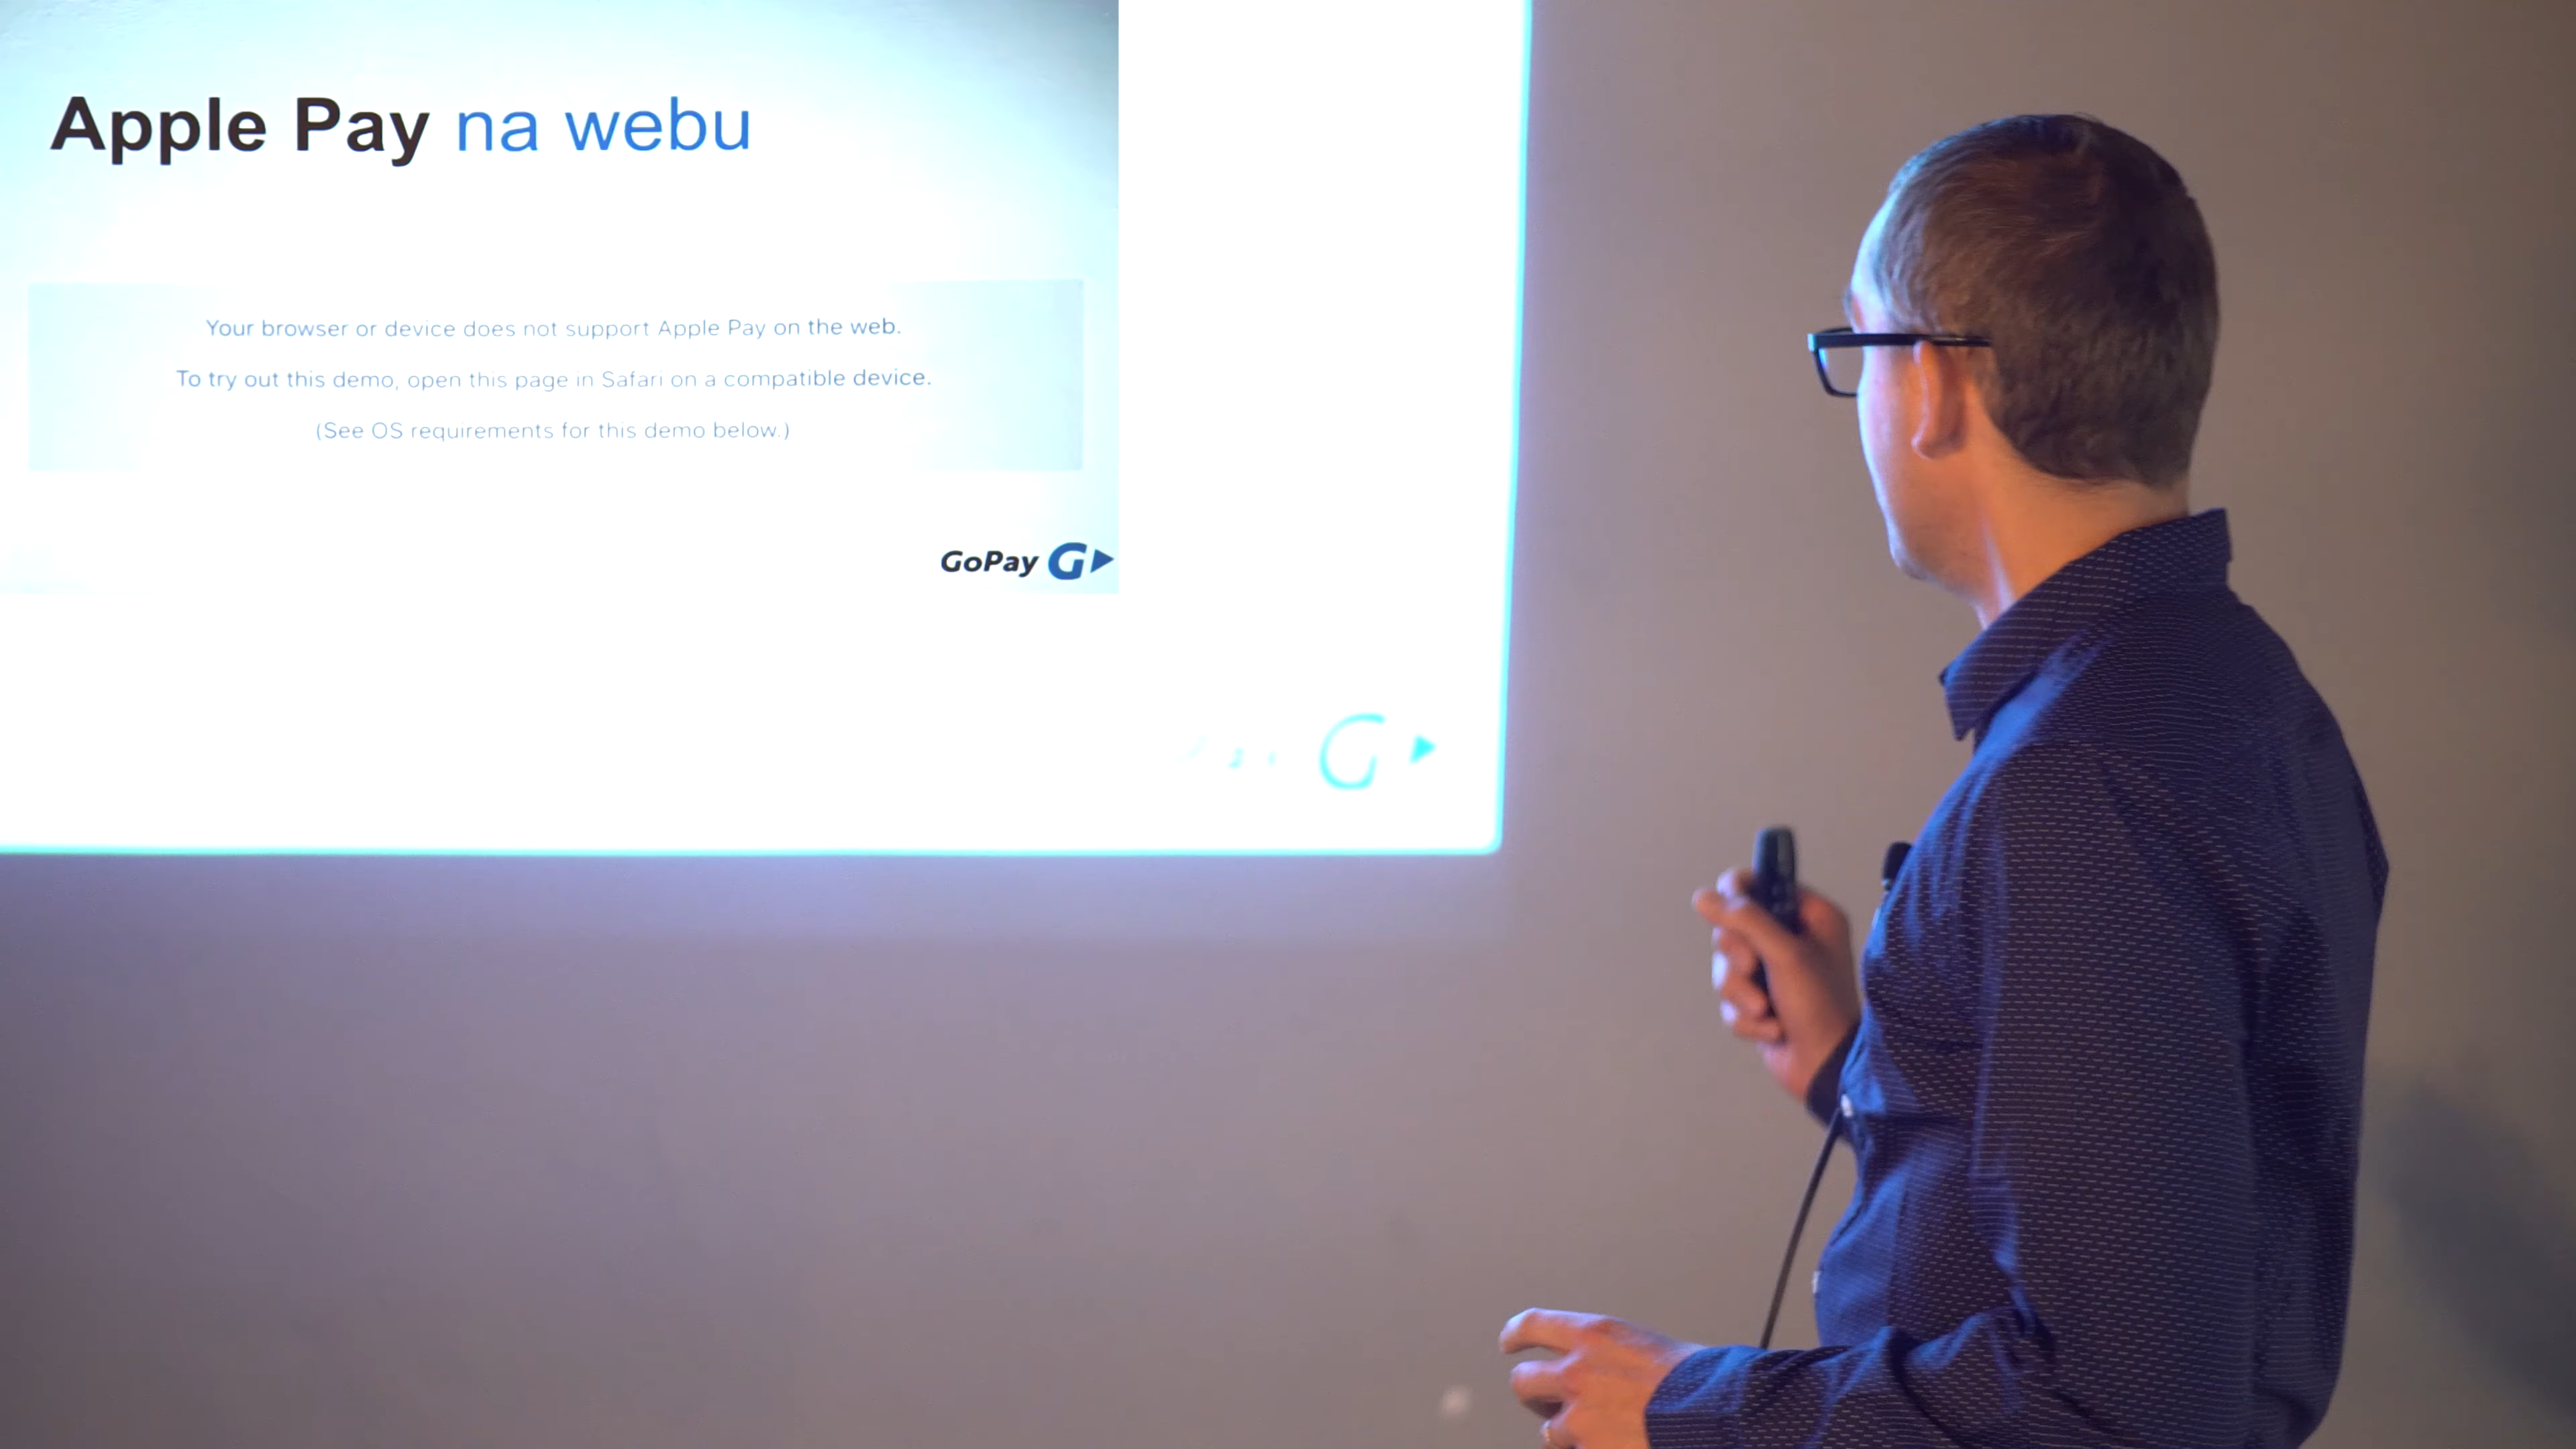 Apple Pay na webu
Your browser or device does not support Apple Pay on the web.
To try out this demo, open this page in Safari on a compatible device.
(See OS requirements for this demo below.)
GoPay G
G